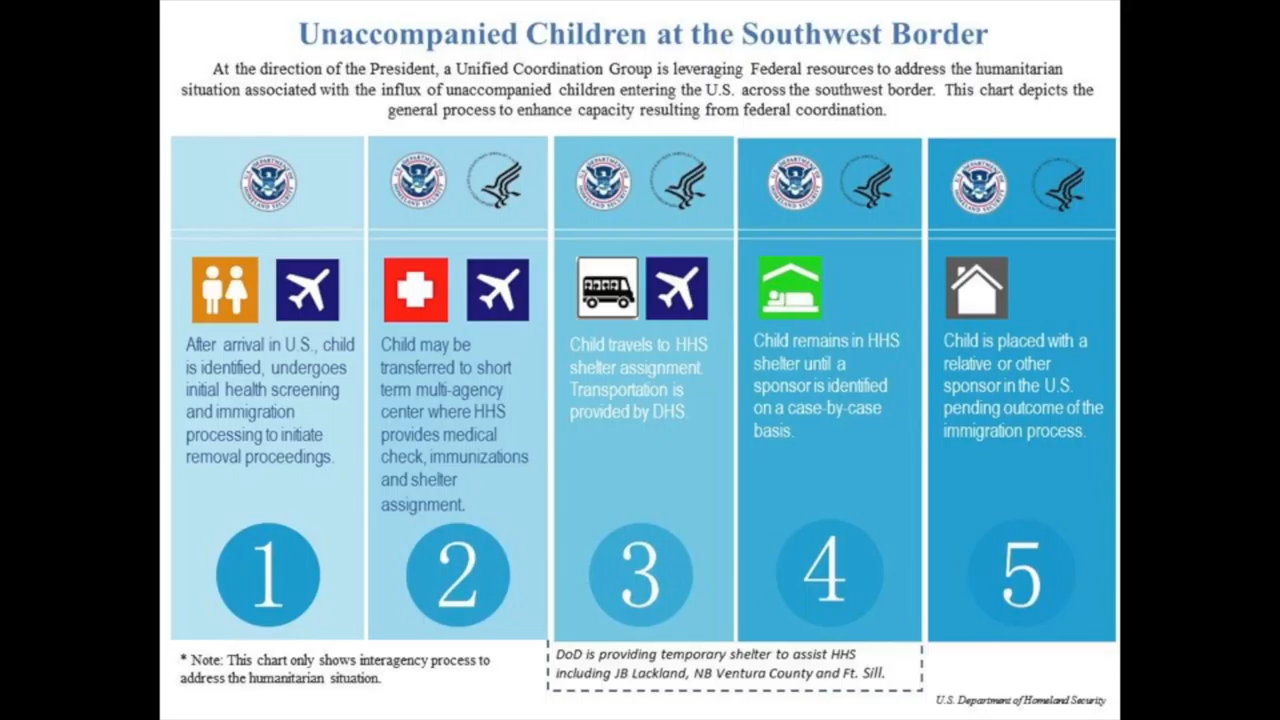 Unaccompanied Children at the Southwest Border
At the direction of the President, a Unified Coordination Group is leveraging Federal resources to address the humanitarian
situation associated with the influx of unaccompanied children entering the U.S. across the southwest border. This chart depicts the
general process to enhance capacity resulting from federal coordination.
After arrival in U.S., child
is identified, undergoes
initial health screening
and immigration
processing to initiate
removal proceedings.
1
Child may be
transferred to short
term multi-agency
center where HHS
provides medical
check, immunizations
and shelter
assignment.
2
Child travels to HHS
shelter assignment.
Transportation is
provided by DHS.
3
Child remains in HHS
shelter until a
sponsor is identified
on a case-by-case
basis.
4
Child is placed with a
relative or other
sponsor in the U.S.
pending outcome of the
immigration process.
5
* Note: This chart only shows interagency process to
address the humanitarian situation.
DoD is providing temporary shelter to assist HHS
including JB Lackland, NB Ventura County and Ft. Sill.
U.S. Department of Homeland Security